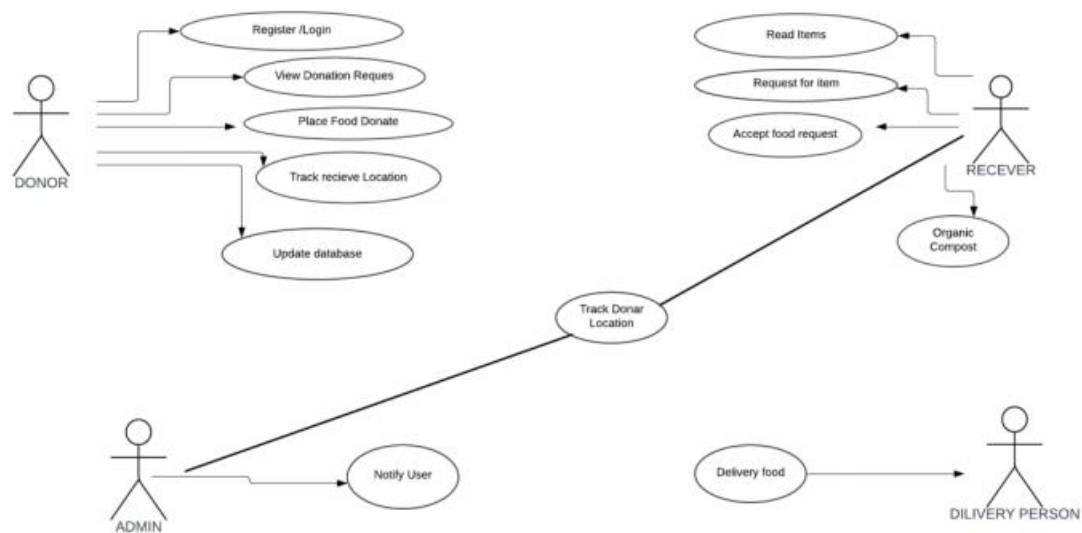 Register /Login
View Donation Reques
Place Food Donate
Track recieve Location
Update database
DONOR
Read Items
Request for item
Accept food request
RECEVER
Organic
Compost
Track Donar
Location
ADMIN
Notify User
Delivery food
DILIVERY PERSON